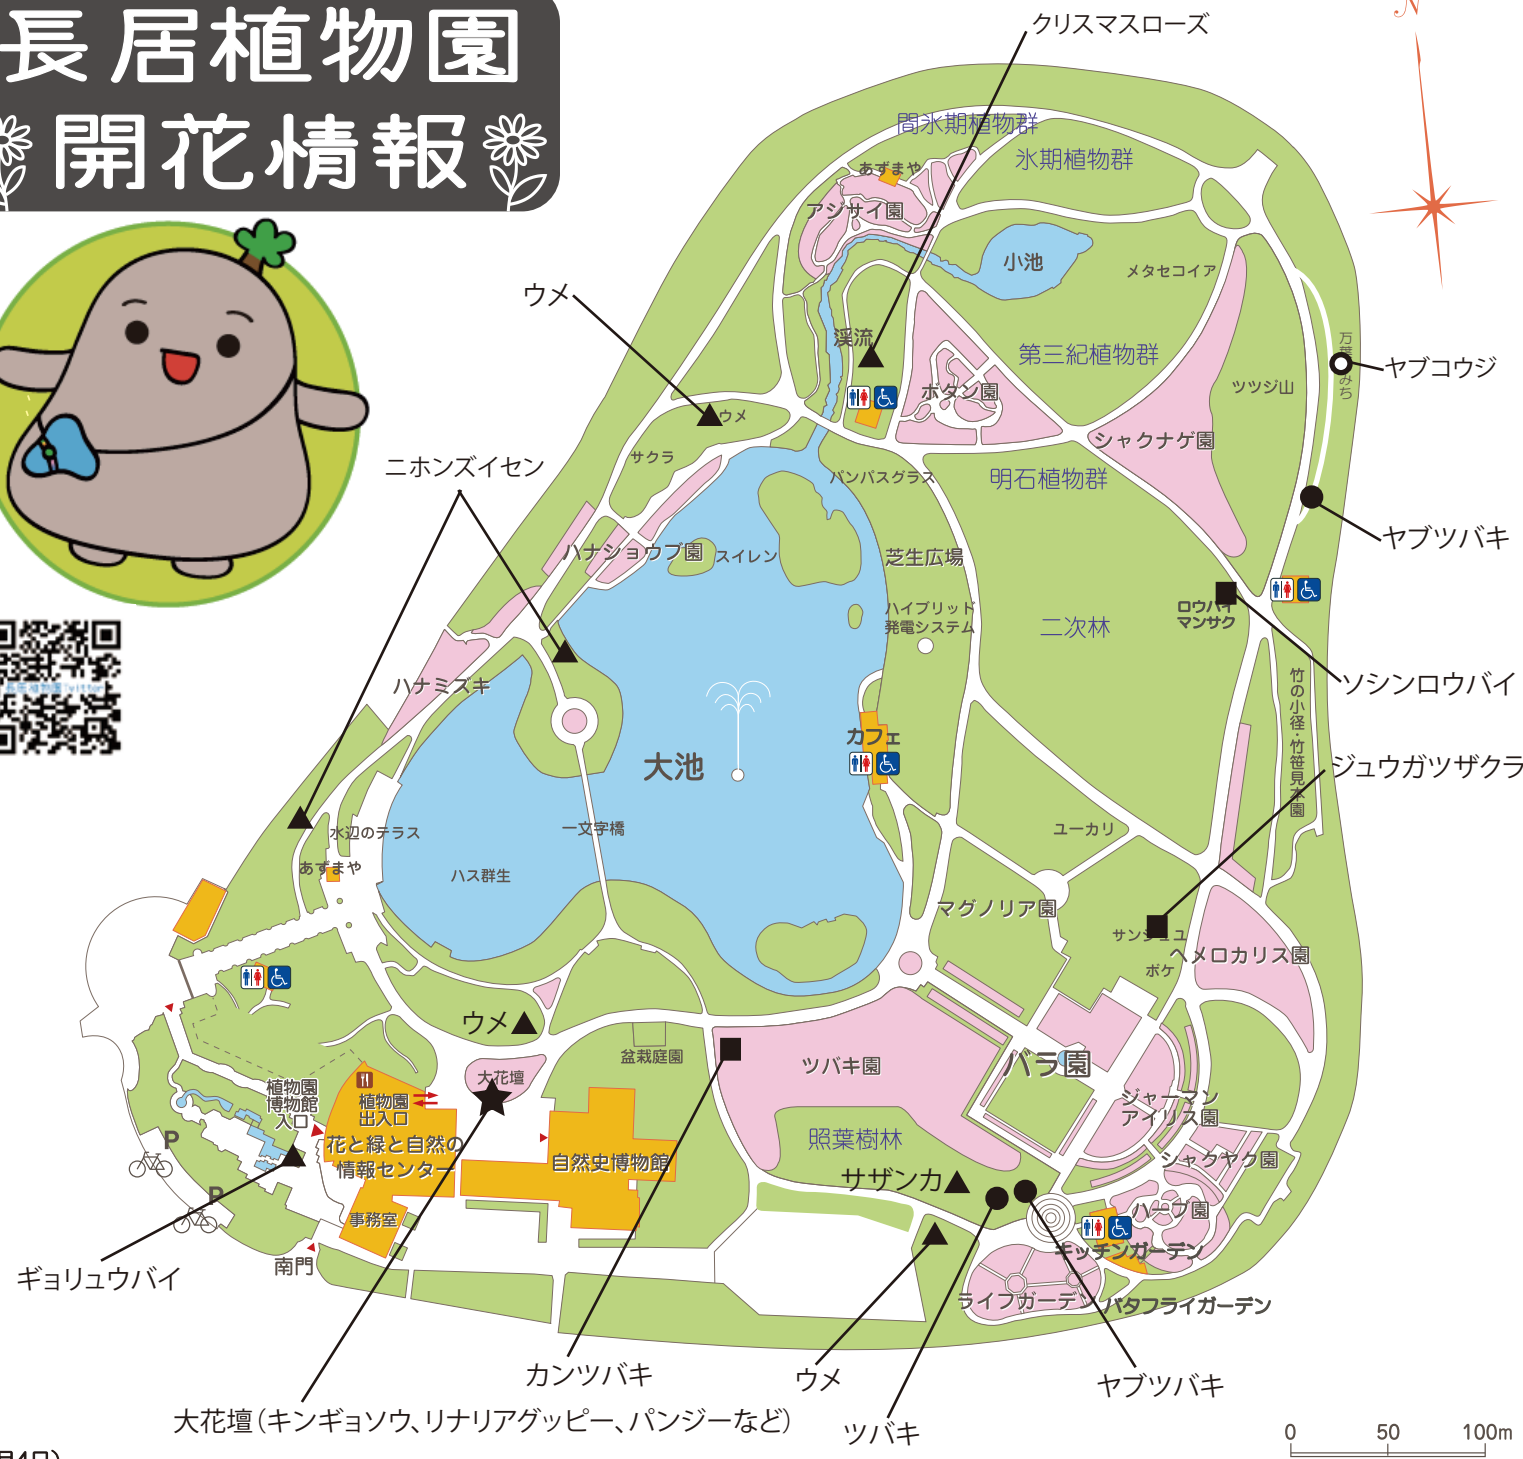 長居植物園
開花情報
N
クリスマスローズ
間氷期植物群
氷期植物群
あずまや
アジサイ園
小池
メタセコイア
ウメ
渓流
第三紀植物群
ボタン園
ツツジ山
ヤブコウジ
ウメ
シャクナゲ園
サクラ
ニホンズイセン
パンパスグラス
明石植物群
ヤブツバキ
ハナショウブ園
スイレン
芝生広場
ハイブリッド
発電システム
二次林
ロウバイ
マンサク
ソシンロウバイ
ハナミズキ
竹の小径・竹笹見本園
長居植物園Twitter
カフェ
大池
ジュウガツザクラ
水辺のテラス
一文字橋
ユーカリ
あずまや
ハス群生
マグノリア園
サンシュユ
ヘメロカリス園
ボケ
ウメ
盆栽庭園
ツバキ園
バラ園
大花壇
植物園
博物館
入口
植物園
出入口
ジャーマン
アイリス園
花と緑と自然の
情報センター
自然史博物館
照葉樹林
シャクヤク園
P
サザンカ
P
事務室
ハーブ園
キッチンガーデン
南門
ギョリュウバイ
ライフガーデン
バタフライガーデン
カンツバキ
ウメ
ヤブツバキ
大花壇(キンギョソウ、リナリアグッピー、パンジーなど)
ツバキ
0 50 100m